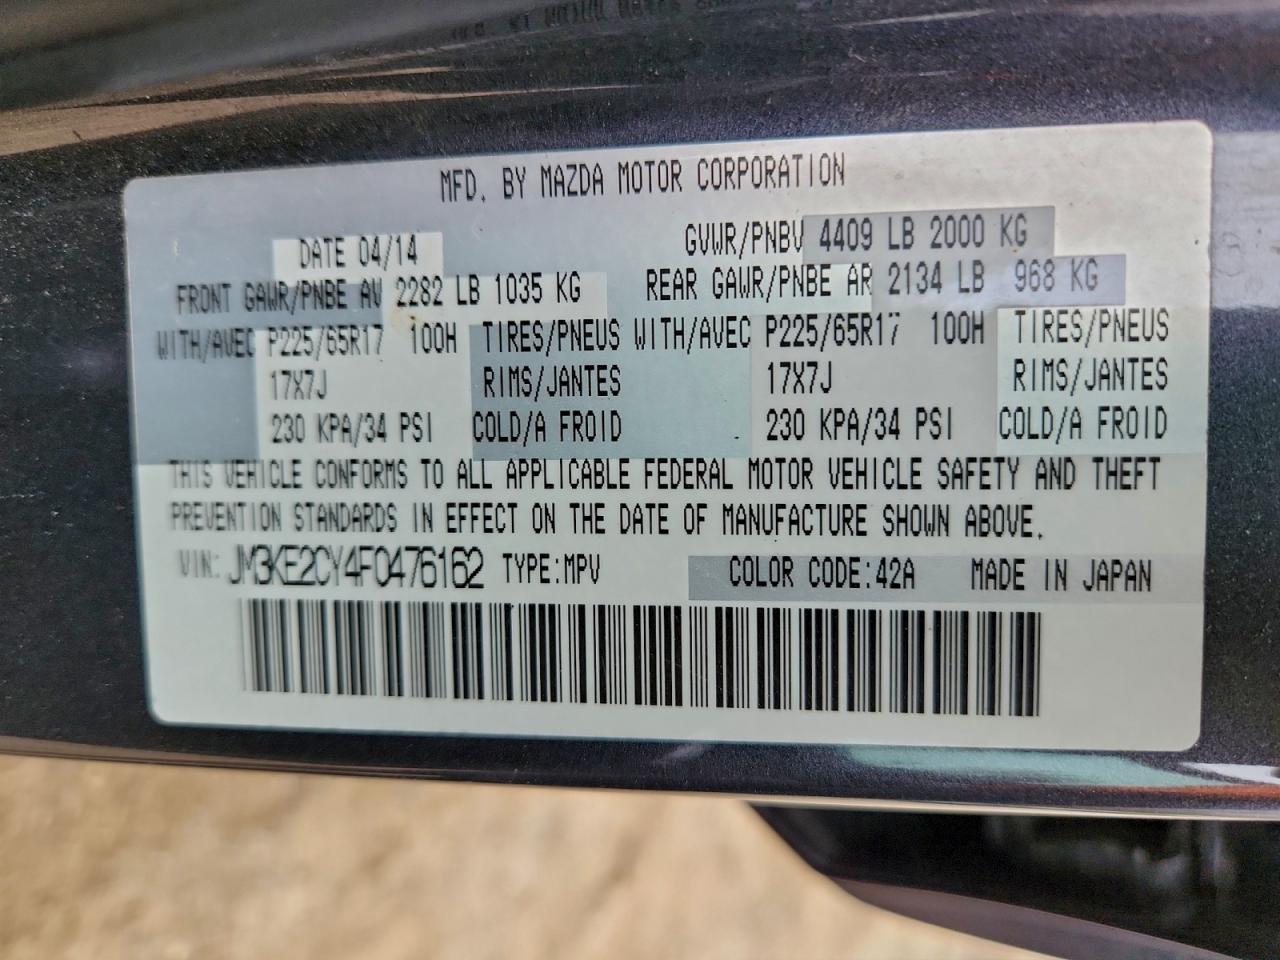 MFD. BY MAZDA MOTOR CORPORATION
DATE 04/14 GVWR/PNBV 4409 LB 2000 KG
FRONT GAWR/PNBE AV 2282 LB 1035 KG REAR GAWR/PNBE AR 2134 LB 968 KG
WITH/AVEC P225/65R17 100H TIRES/PNEUS WITH/AVEC P225/65R17 100H TIRES/PNEUS
17X7J RIMS/JANTES 17X7J RIMS/JANTES
230 KPA/34 PSI COLD/A FROID 230 KPA/34 PSI COLD/A FROID
THIS VEHICLE CONFORMS TO ALL APPLICABLE FEDERAL MOTOR VEHICLE SAFETY AND THEFT
PREVENTION STANDARDS IN EFFECT ON THE DATE OF MANUFACTURE SHOWN ABOVE.
VIN: JM3KE2CY4F0476162 TYPE:MPV COLOR CODE:42A MADE IN JAPAN